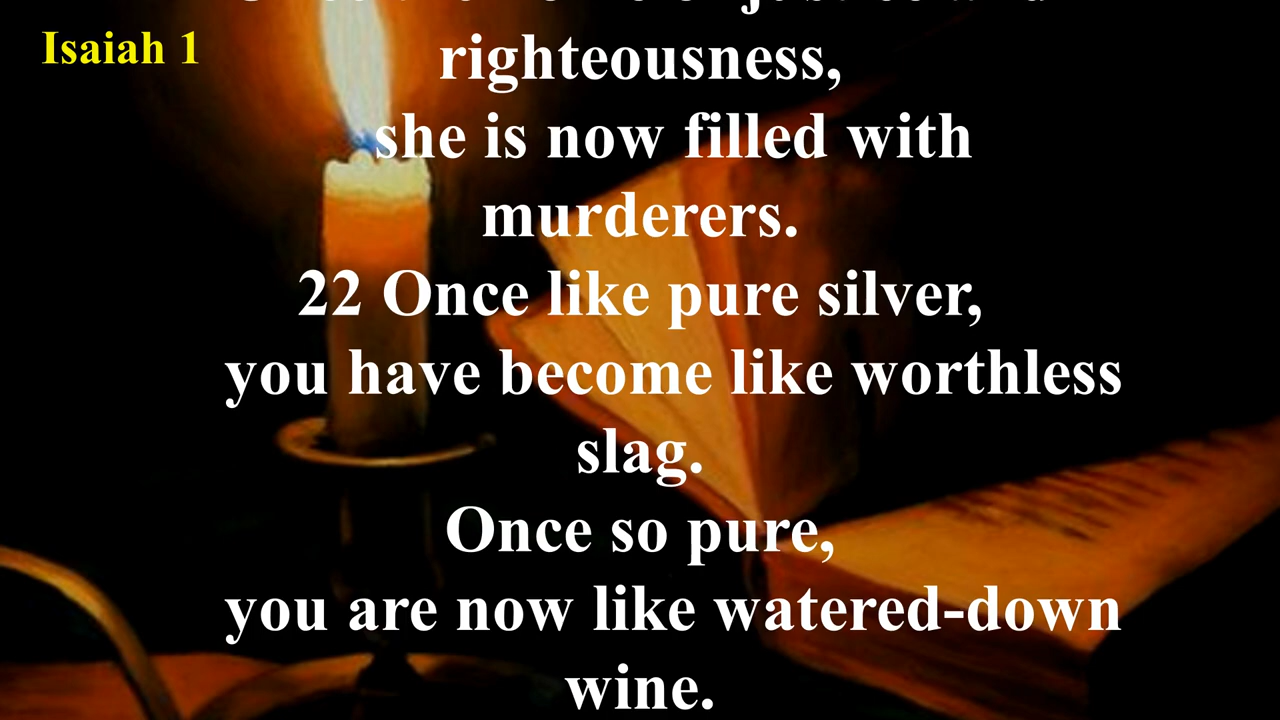 Isaiah 1
righteousness,
she is now filled with
murderers.
22 Once like pure silver,
you have become like worthless
slag.
Once so pure,
you are now like watered-down
wine.